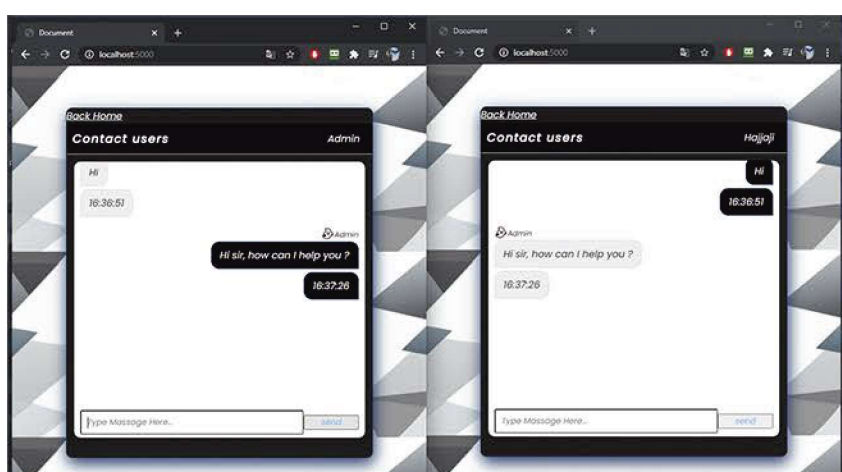 Document
localhost:5000
Back Home
Contact users Admin
Hi
16:36:51
Admin
Hi sir, how can I help you ?
16:37:26
Type Massage Here..
send
Document
localhost:5000
Back Home
Contact users Hajjaji
Hi
16:36:51
Admin
Hi sir, how can I help you ?
16:37:26
Type Massage Here..
send